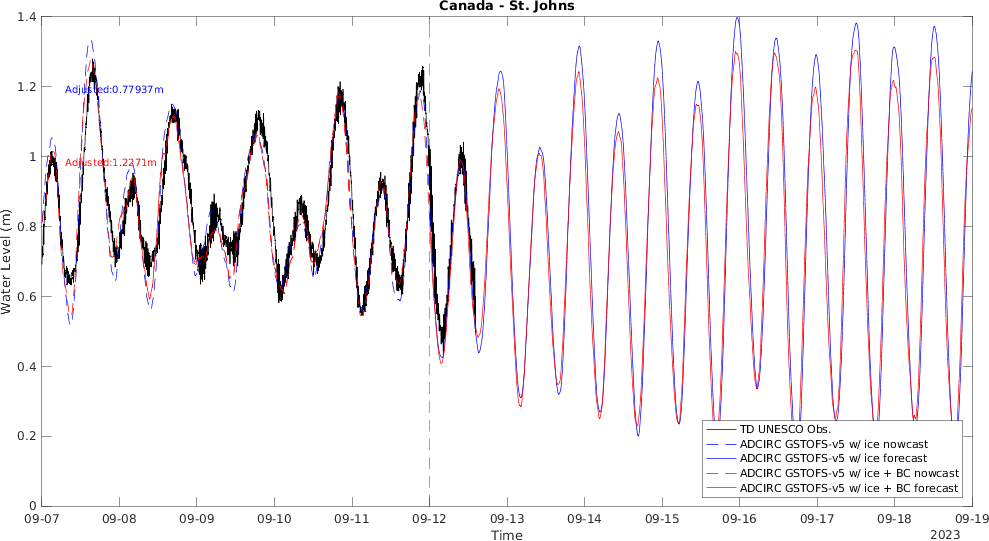 Canada - St. Johns
1.4
1.2
1
0.8
0.6
0.4
0.2
0
Water Level (m)
Adjusted:0.77937m
Adjusted:1.2271m
TD UNESCO Obs.
ADCIRC GSTOFS-v5 w/ ice nowcast
ADCIRC GSTOFS-v5 w/ ice forecast
ADCIRC GSTOFS-v5 w/ ice + BC nowcast
ADCIRC GSTOFS-v5 w/ ice + BC forecast
09-07 09-08 09-09 09-10 09-11 09-12 09-13 09-14 09-15 09-16 09-17 09-18 09-19
Time
2023